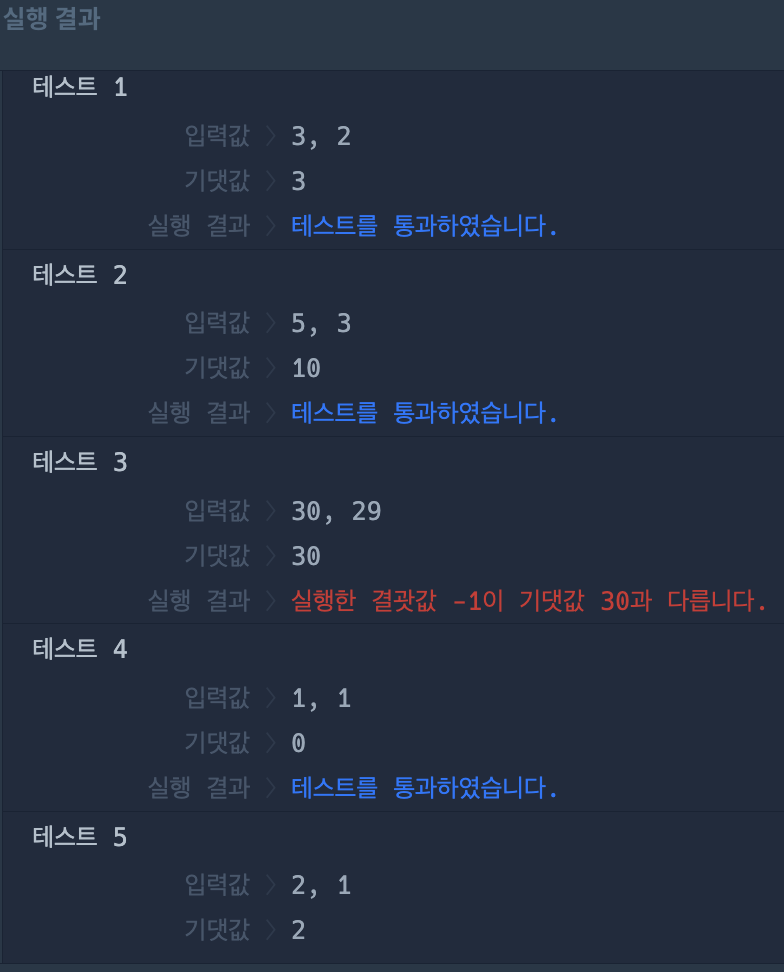 실행 결과
테스트 1
입력값 〉 3, 2
기댓값 〉 3
실행 결과 〉 테스트를 통과하였습니다.
테스트 2
입력값 〉 5, 3
기댓값 〉 10
실행 결과 〉 테스트를 통과하였습니다.
테스트 3
입력값 〉 30, 29
기댓값 〉 30
실행 결과 〉 실행한 결괏값 -1이 기댓값 30과 다릅니다.
테스트 4
입력값 〉 1, 1
기댓값 〉 0
실행 결과 〉 테스트를 통과하였습니다.
테스트 5
입력값 〉 2, 1
기댓값 〉 2